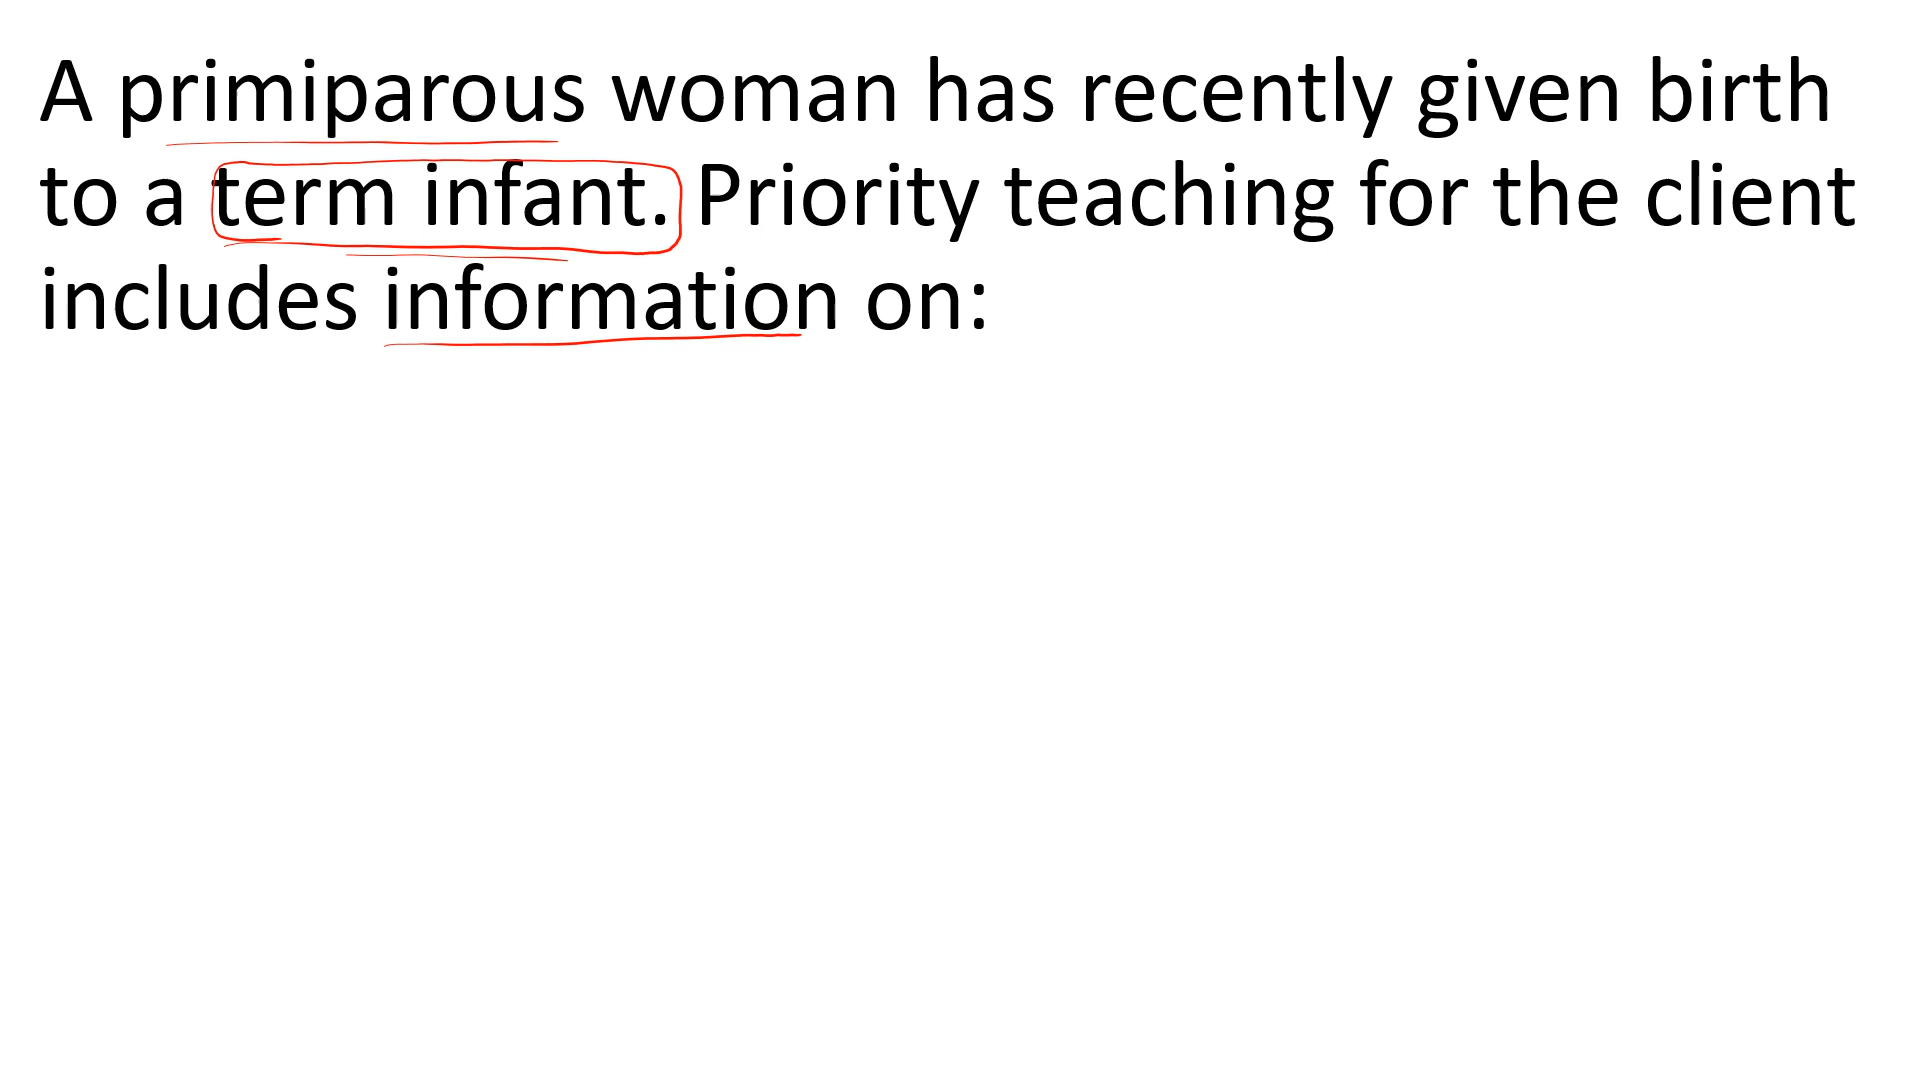 A primiparous woman has recently given birth
to a term infant. Priority teaching for the client
includes information on: